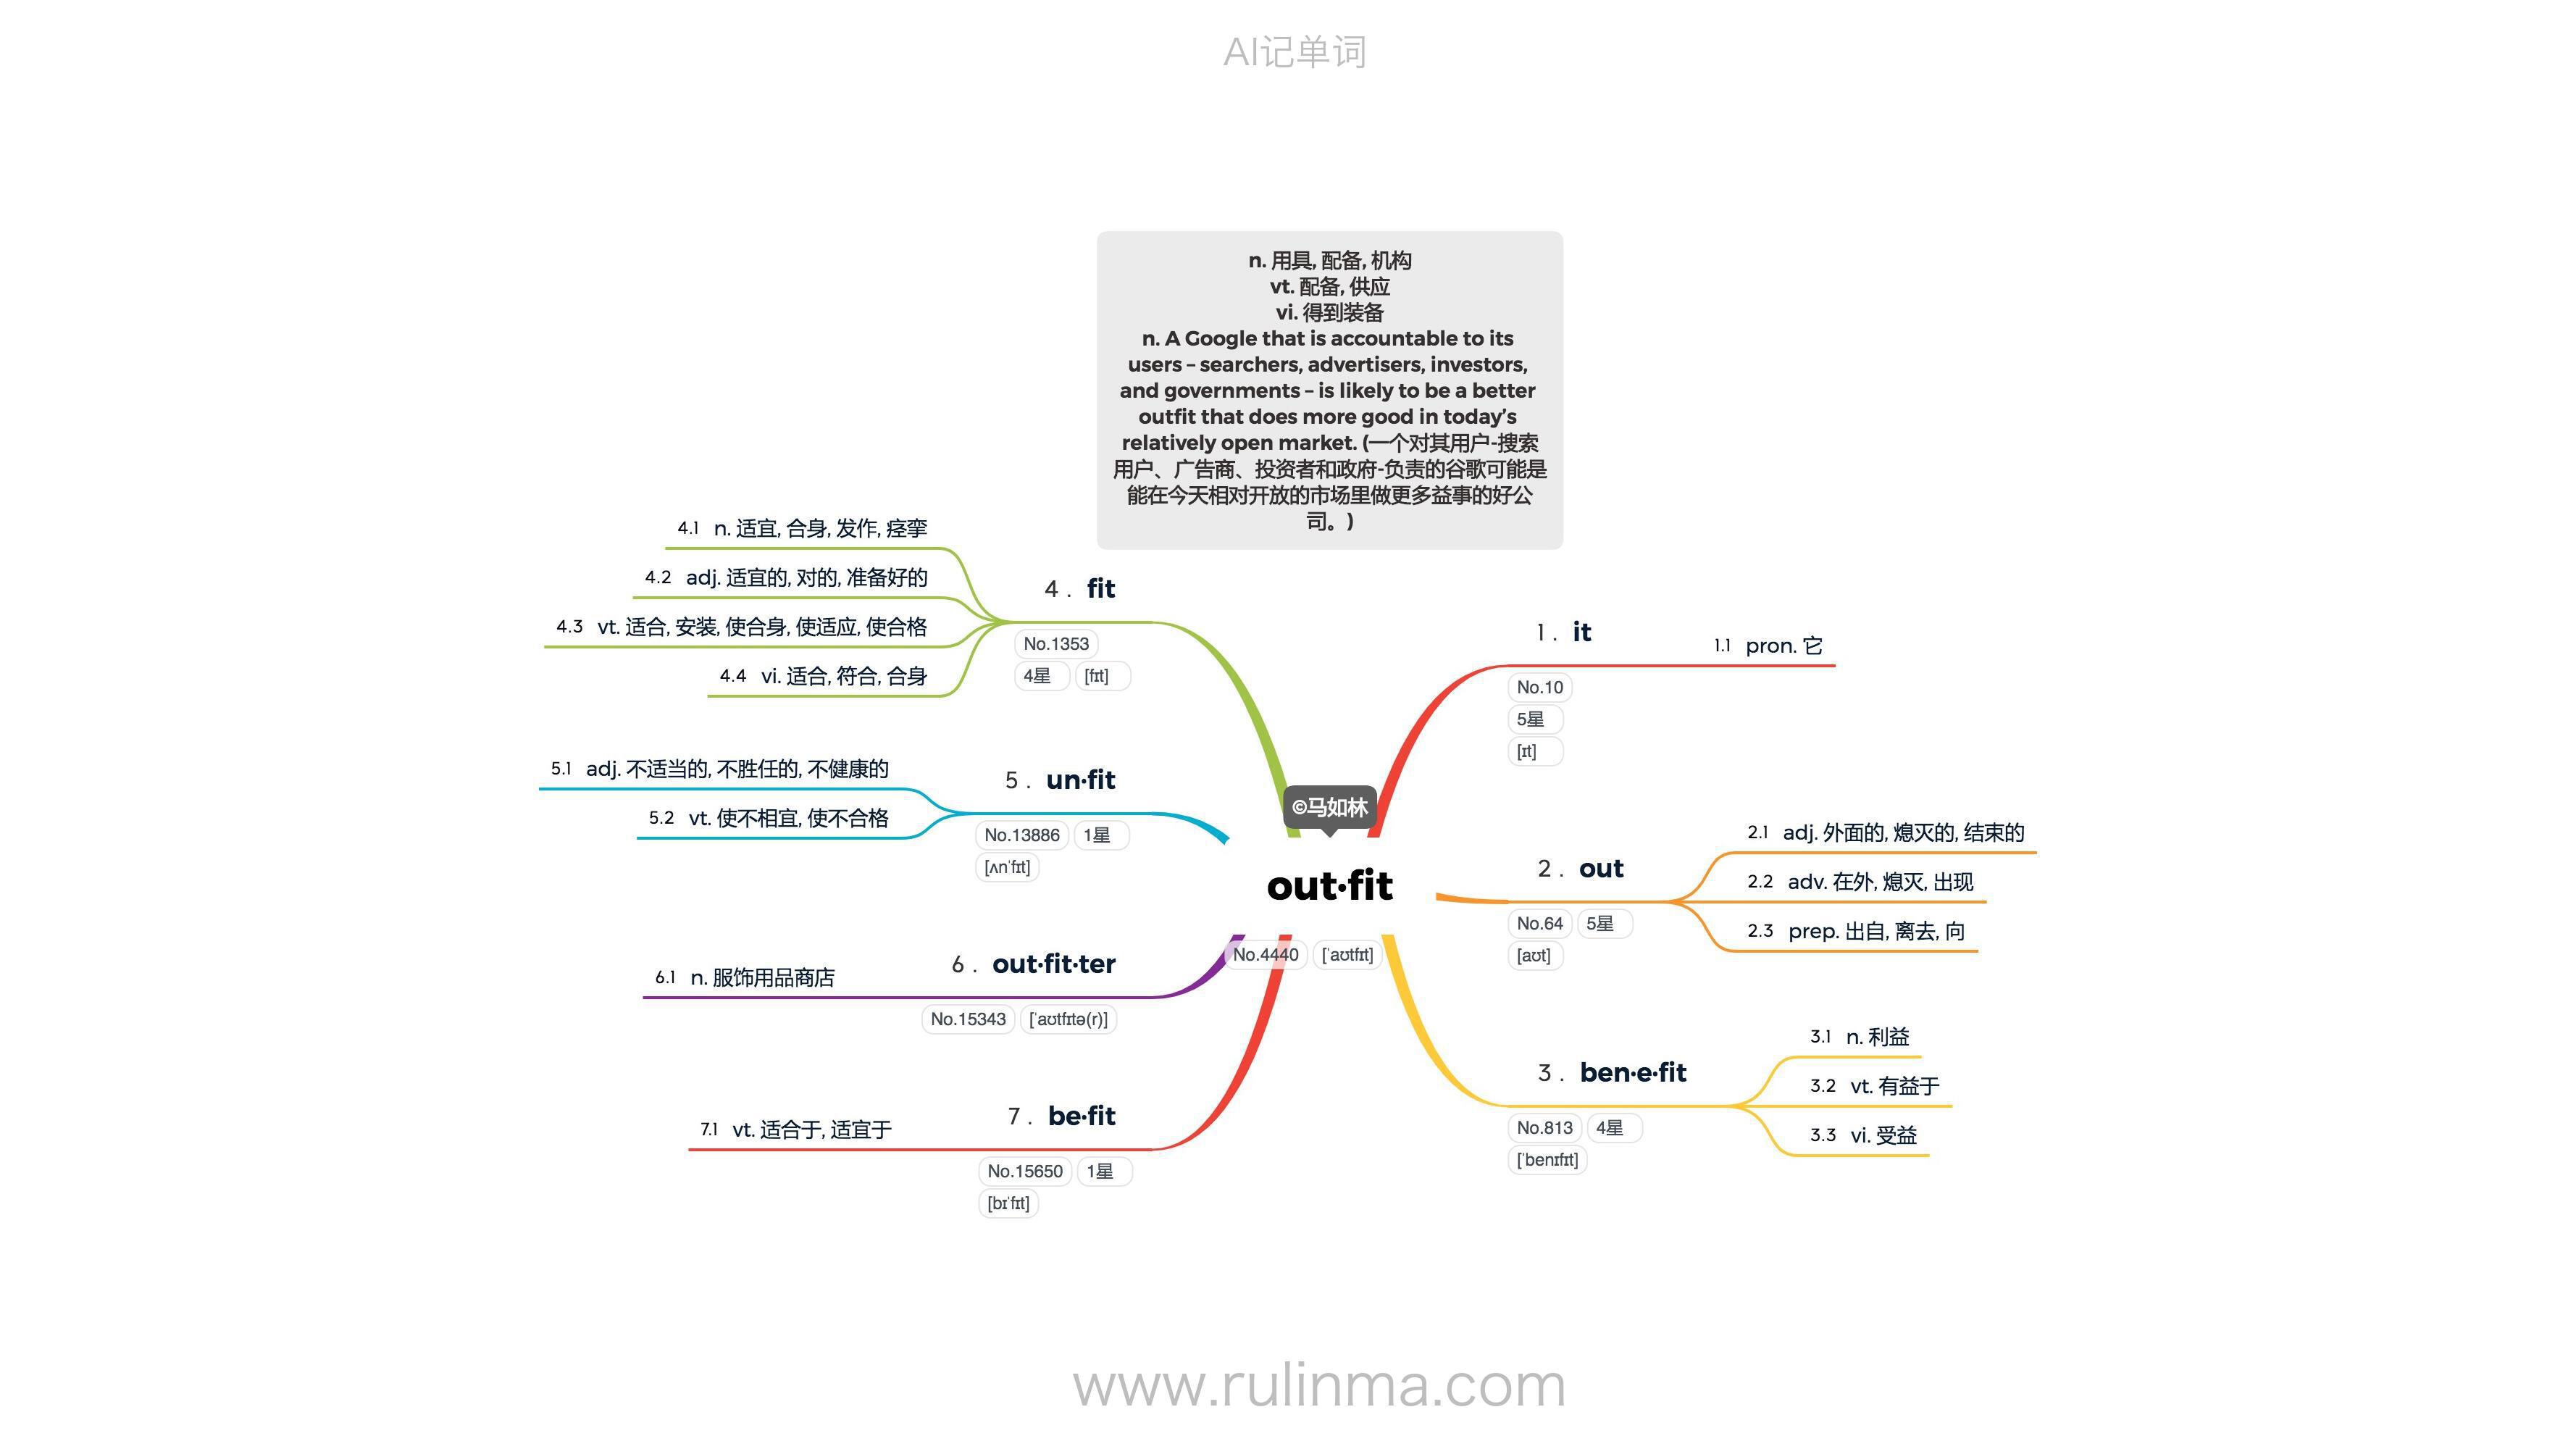 AI记单词
n. 用具, 配备, 机构
vt. 配备, 供应
vi. 得到装备
n. A Google that is accountable to its
users – searchers, advertisers, investors,
and governments – is likely to be a better
outfit that does more good in today’s
relatively open market. (一个对其用户-搜索
用户、广告商、投资者和政府-负责的谷歌可能是
能在今天相对开放的市场里做更多益事的好公
司。)
©马如林
out·fit
No.4440 [ˈaʊtfɪt]
1 . it
No.10
5星
[ɪt]
1.1 pron. 它
2 . out
No.64 5星
[aʊt]
2.1 adj. 外面的, 熄灭的, 结束的
2.2 adv. 在外, 熄灭, 出现
2.3 prep. 出自, 离去, 向
3 . ben·e·fit
No.813 4星
[ˈbenɪfɪt]
3.1 n. 利益
3.2 vt. 有益于
3.3 vi. 受益
4 . fit
No.1353
4星 [fɪt]
4.1 n. 适宜, 合身, 发作, 痉挛
4.2 adj. 适宜的, 对的, 准备好的
4.3 vt. 适合, 安装, 使合身, 使适应, 使合格
4.4 vi. 适合, 符合, 合身
5 . un·fit
No.13886 1星
[ʌnˈfɪt]
5.1 adj. 不适当的, 不胜任的, 不健康的
5.2 vt. 使不相宜, 使不合格
6 . out·fit·ter
No.15343 [ˈaʊtfɪtə(r)]
6.1 n. 服饰用品商店
7 . be·fit
No.15650 1星
[bɪˈfɪt]
7.1 vt. 适合于, 适宜于
www.rulinma.com